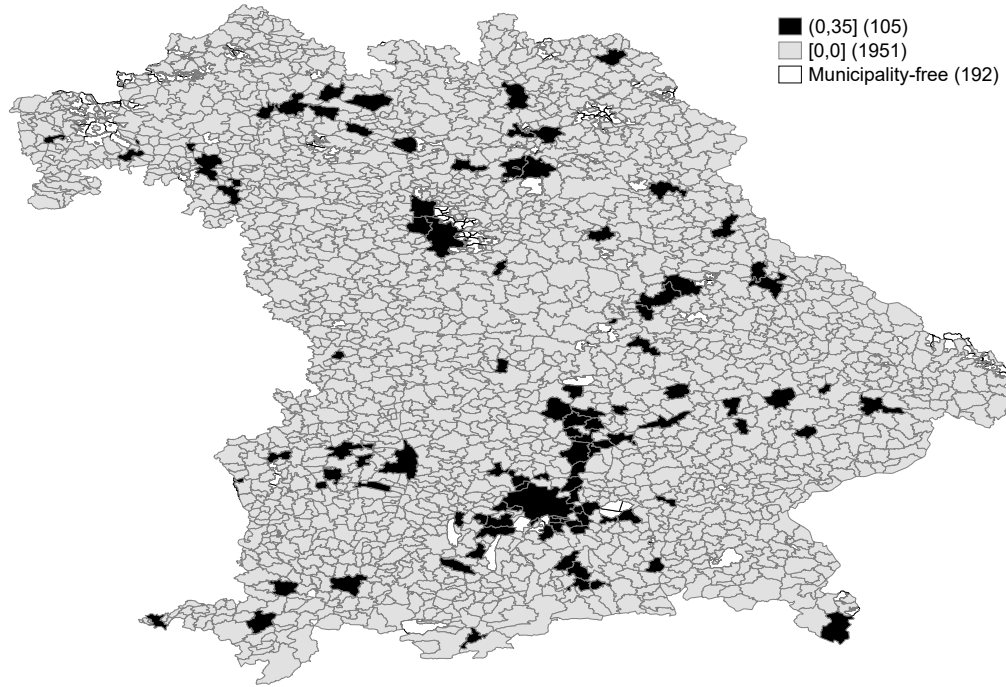 (0,35] (105)
[0,0] (1951)
Municipality-free (192)